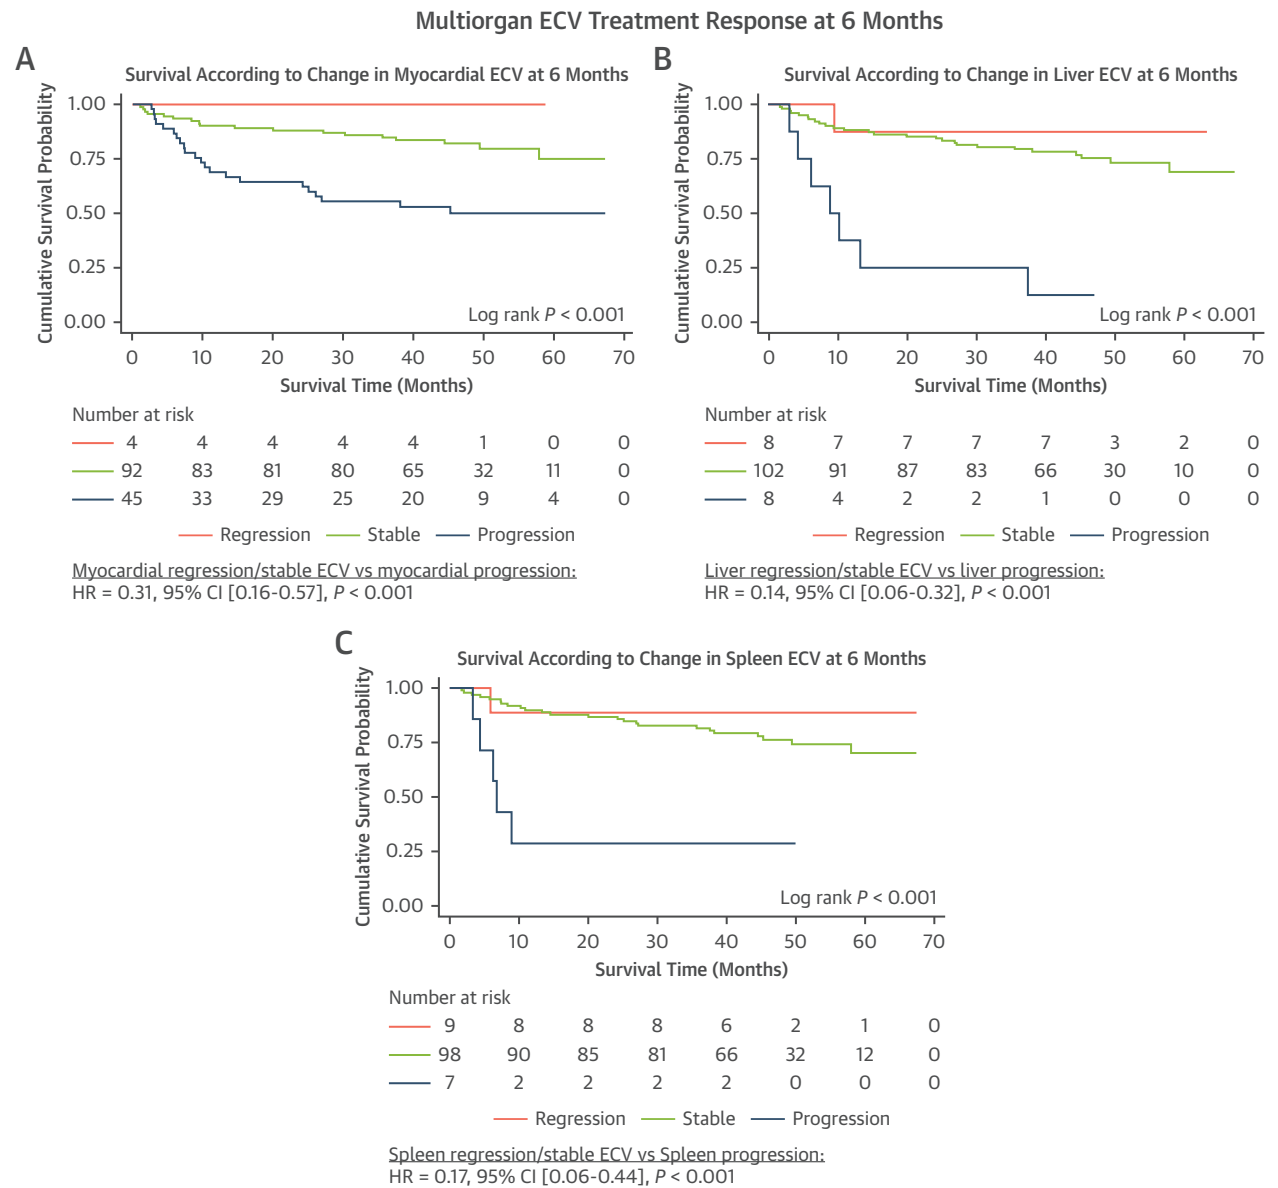 Multiorgan ECV Treatment Response at 6 Months
A
Survival According to Change in Myocardial ECV at 6 Months
Cumulative Survival Probability
1.00
0.75
0.50
0.25
0.00
Log rank P < 0.001
0 10 20 30 40 50 60 70
Survival Time (Months)
Number at risk
4 4 4 4 4 1 0 0
92 83 81 80 65 32 11 0
45 33 29 25 20 9 4 0
Regression Stable Progression
Myocardial regression/stable ECV vs myocardial progression:
HR = 0.31, 95% CI [0.16-0.57], P < 0.001
B
Survival According to Change in Liver ECV at 6 Months
Cumulative Survival Probability
1.00
0.75
0.50
0.25
0.00
Log rank P < 0.001
0 10 20 30 40 50 60 70
Survival Time (Months)
Number at risk
8 7 7 7 7 3 2 0
102 91 87 83 66 30 10 0
8 4 2 2 1 0 0 0
Regression Stable Progression
Liver regression/stable ECV vs liver progression:
HR = 0.14, 95% CI [0.06-0.32], P < 0.001
C
Survival According to Change in Spleen ECV at 6 Months
Cumulative Survival Probability
1.00
0.75
0.50
0.25
0.00
Log rank P < 0.001
0 10 20 30 40 50 60 70
Survival Time (Months)
Number at risk
9 8 8 8 6 2 1 0
98 90 85 81 66 32 12 0
7 2 2 2 2 0 0 0
Regression Stable Progression
Spleen regression/stable ECV vs Spleen progression:
HR = 0.17, 95% CI [0.06-0.44], P < 0.001